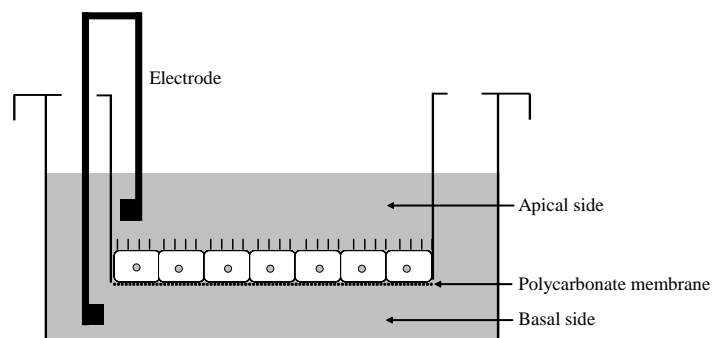 Electrode
Apical side
Polycarbonate membrane
Basal side